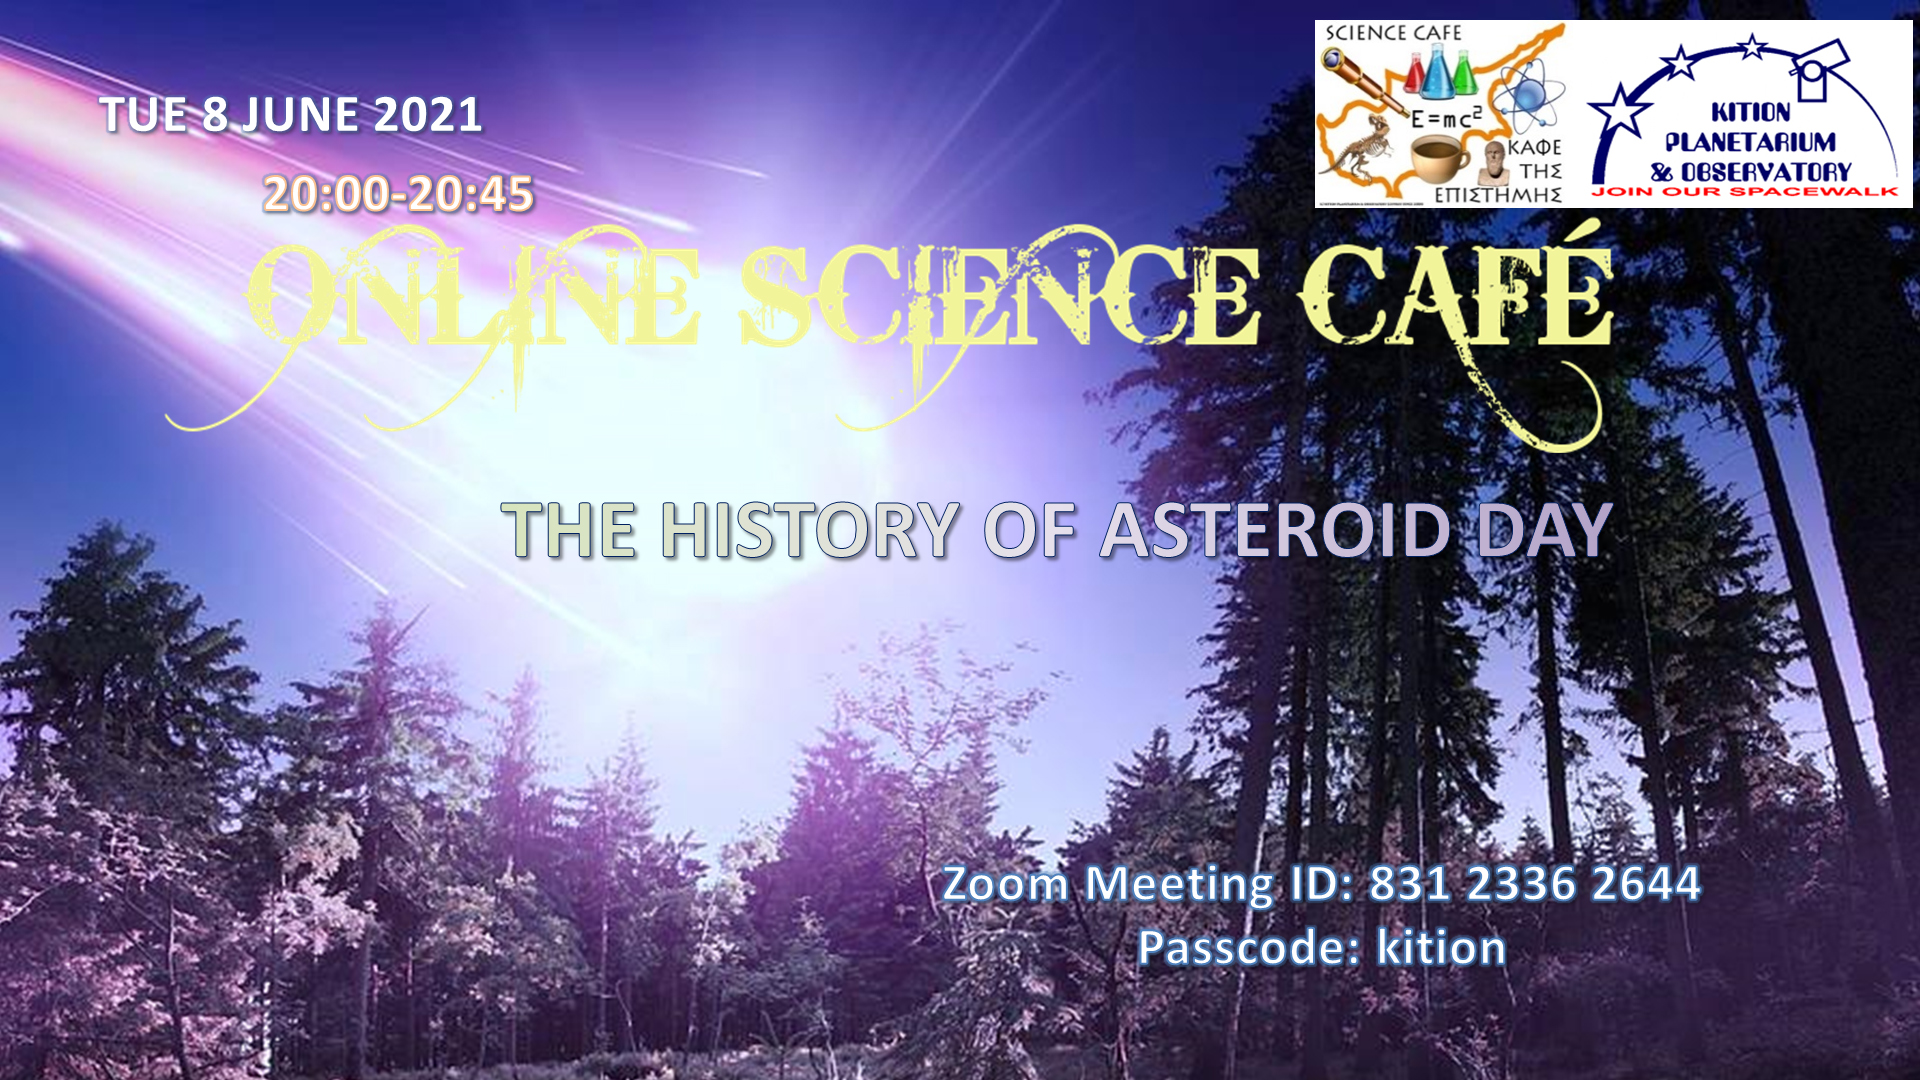 TUE 8 JUNE 2021
20:00-20:45
SCIENCE CAFE
E=mc²
ΚΑΦΕ
ΤΗΣ
ΕΠΙΣΤΗΜΗΣ
KITION
PLANETARIUM
& OBSERVATORY
JOIN OUR SPACEWALK
ONLINE SCIENCE CAFÉ
THE HISTORY OF ASTEROID DAY
Zoom Meeting ID: 831 2336 2644
Passcode: kition